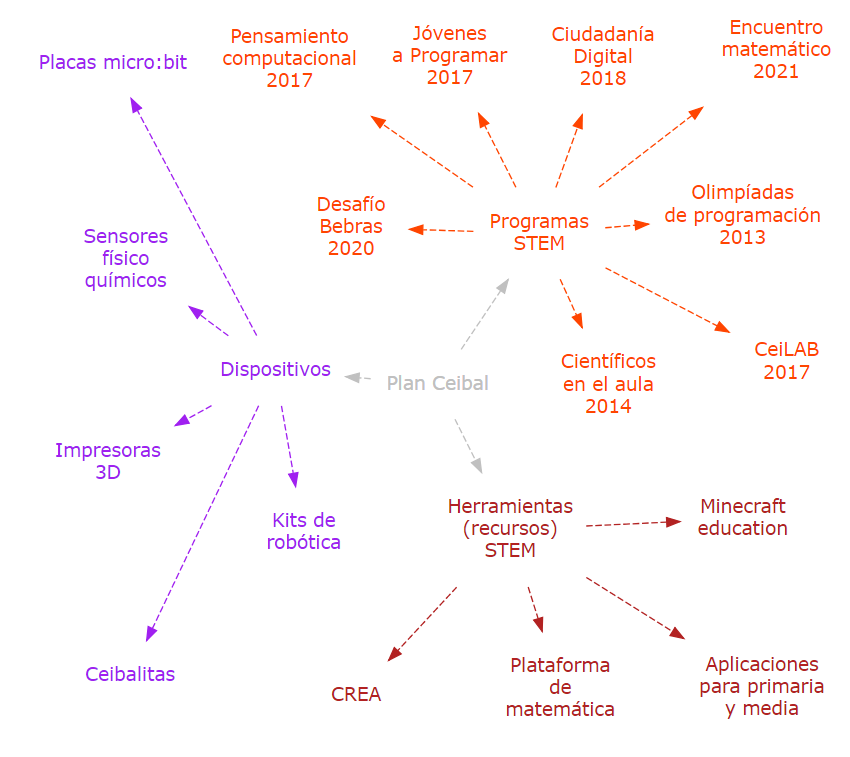 Pensamiento
computacional
2017
Jóvenes
a Programar
2017
Ciudadanía
Digital
2018
Encuentro
matemático
2021
Placas micro:bit
Desafío
Bebras
2020
Programas
STEM
Olimpíadas
de programación
2013
Sensores
físico
químicos
Dispositivos
Plan Ceibal
Científicos
en el aula
2014
CeiLAB
2017
Impresoras
3D
Kits de
robótica
Herramientas
(recursos)
STEM
Minecraft
education
Ceibalitas
CREA
Plataforma
de
matemática
Aplicaciones
para primaria
y media